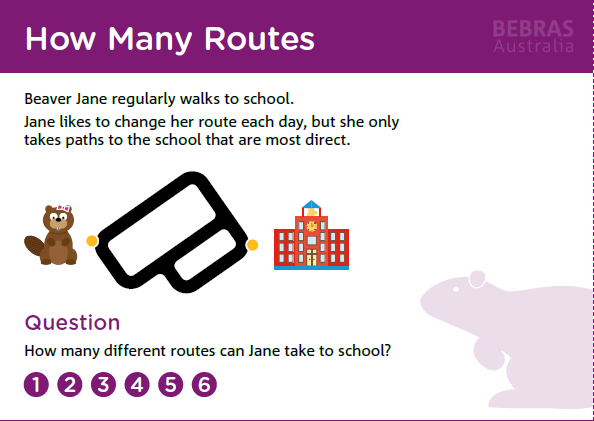 How Many Routes
BEBRAS
Australia
Beaver Jane regularly walks to school.
Jane likes to change her route each day, but she only
takes paths to the school that are most direct.
Question
How many different routes can Jane take to school?
1 2 3 4 5 6